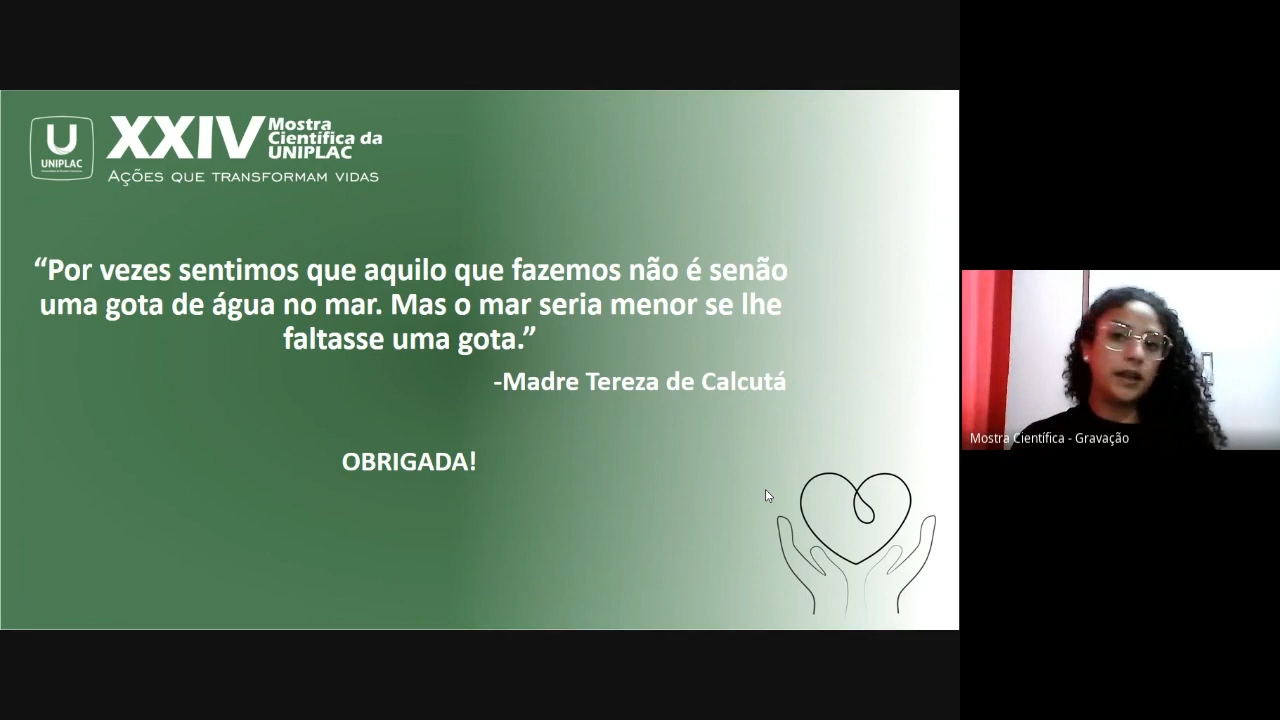 XXIV Mostra
Científica da
UNIPLAC
UNIPLAC
AÇÕES QUE TRANSFORMAM VIDAS
“Por vezes sentimos que aquilo que fazemos não é senão
uma gota de água no mar. Mas o mar seria menor se lhe
faltasse uma gota.”
-Madre Tereza de Calcutá
OBRIGADA!
Mostra Científica - Gravação